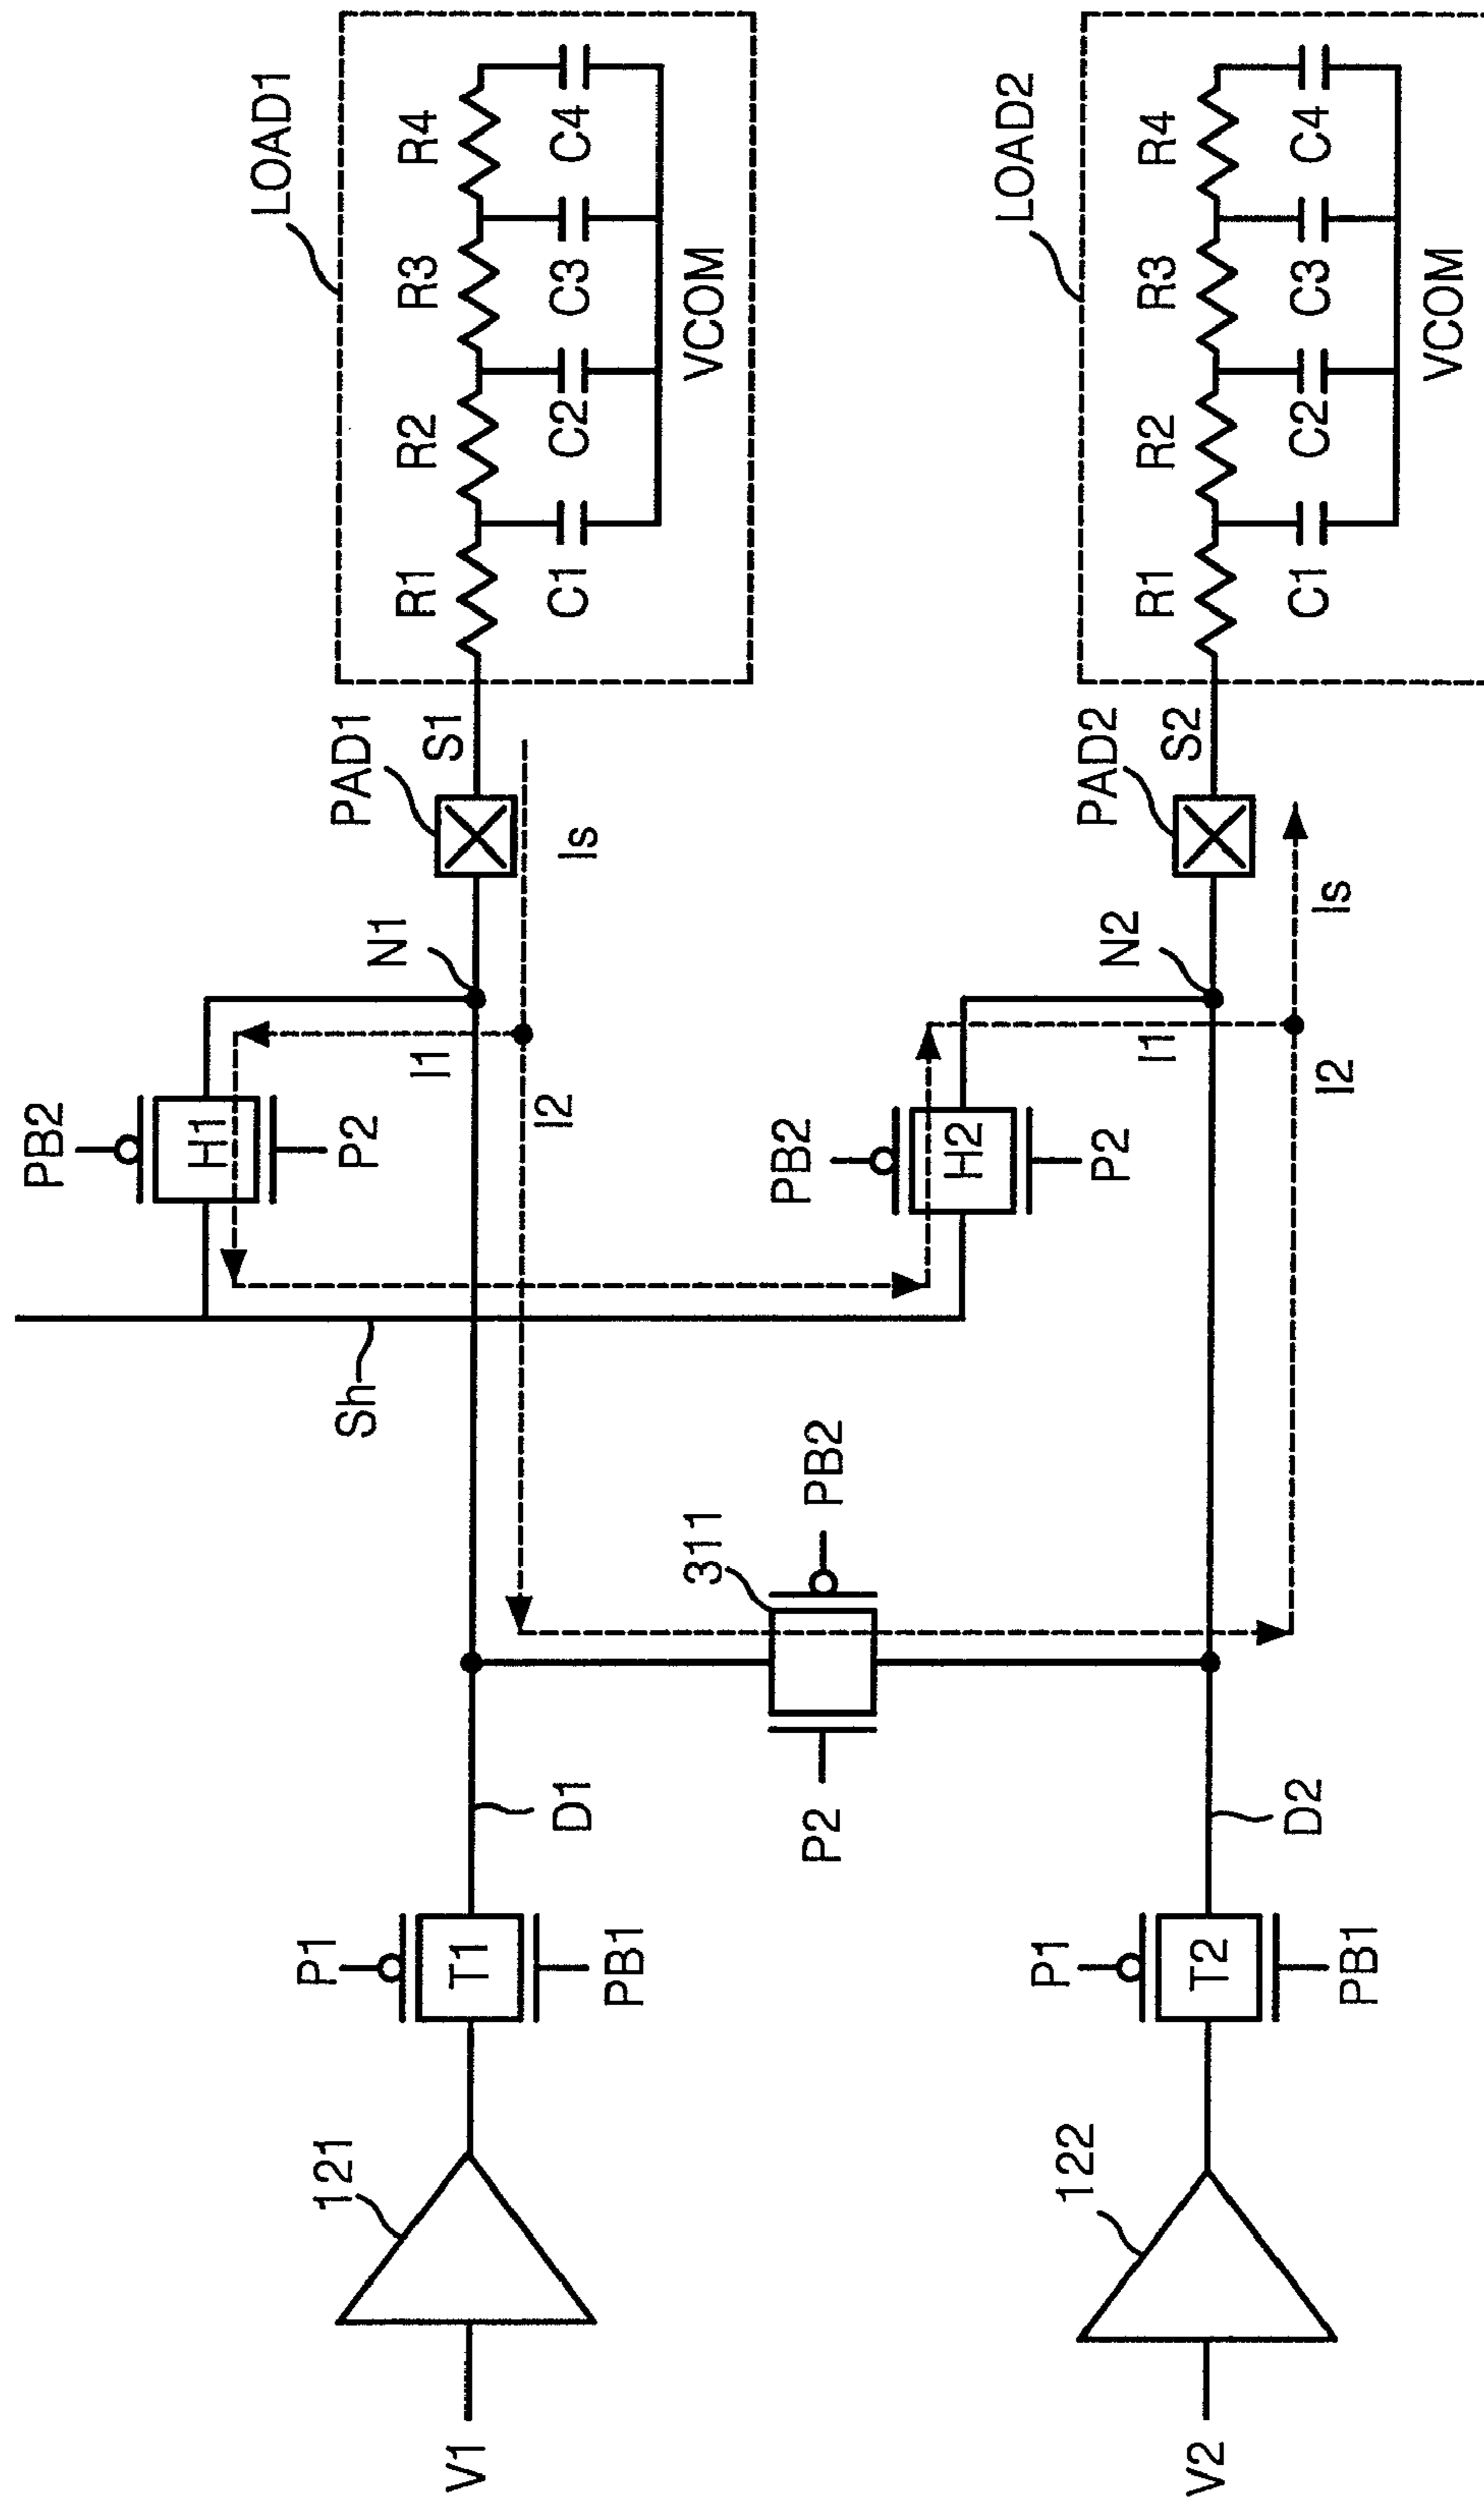 LOAD1
R1
R2
R3
R4
C1
C2
C3
C4
VCOM
PAD1
S1
Is
N1
PB2
H1
P2
I1
I2
Sh
D1
P1
T1
PB1
121
V1
311
PB2
P2
LOAD2
R1
R2
R3
R4
C1
C2
C3
C4
VCOM
PAD2
S2
Is
N2
PB2
H2
P2
I1
I2
D2
P1
T2
PB1
122
V2